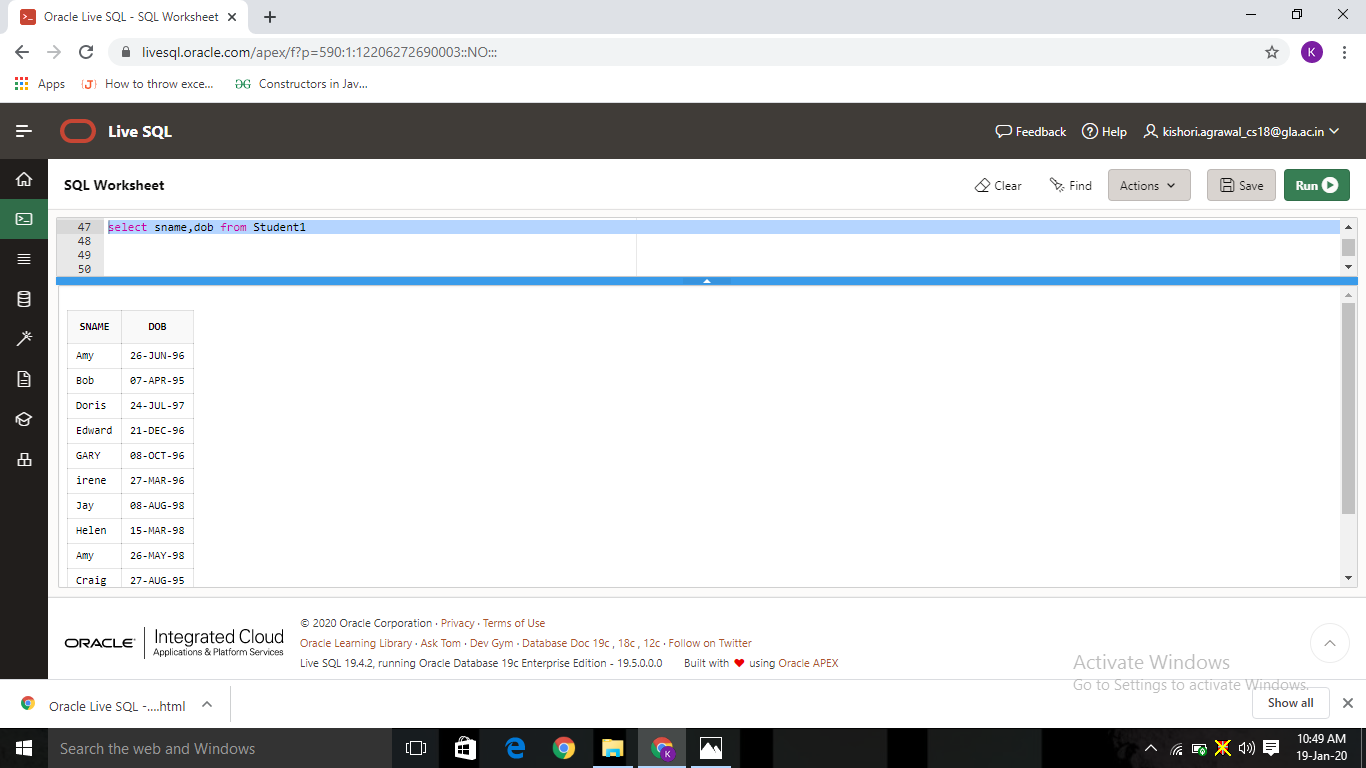 Oracle Live SQL - SQL Worksheet
livesql.oracle.com/apex/f?p=590:1:12206272690003::NO:::
K
Apps
{J} How to throw exce...
Constructors in Jav...
Live SQL
Feedback
Help
kishori.agrawal_cs18@gla.ac.in
SQL Worksheet
Clear
Find
Actions
Save
Run
47 select sname,dob from Student1
48
49
50
SNAME DOB
Amy 26-JUN-96
Bob 07-APR-95
Doris 24-JUL-97
Edward 21-DEC-96
GARY 08-OCT-96
irene 27-MAR-96
Jay 08-AUG-98
Helen 15-MAR-98
Amy 26-MAY-98
Craig 27-AUG-95
ORACLE
Integrated Cloud
Applications & Platform Services
© 2020 Oracle Corporation · Privacy · Terms of Use
Oracle Learning Library · Ask Tom · Dev Gym · Database Doc 19c , 18c , 12c · Follow on Twitter
Live SQL 19.4.2, running Oracle Database 19c Enterprise Edition - 19.5.0.0.0 Built with ♥ using Oracle APEX
Activate Windows
Go to Settings to activate Windows.
Oracle Live SQL -....html
Show all
Search the web and Windows
K
10:49 AM
19-Jan-20